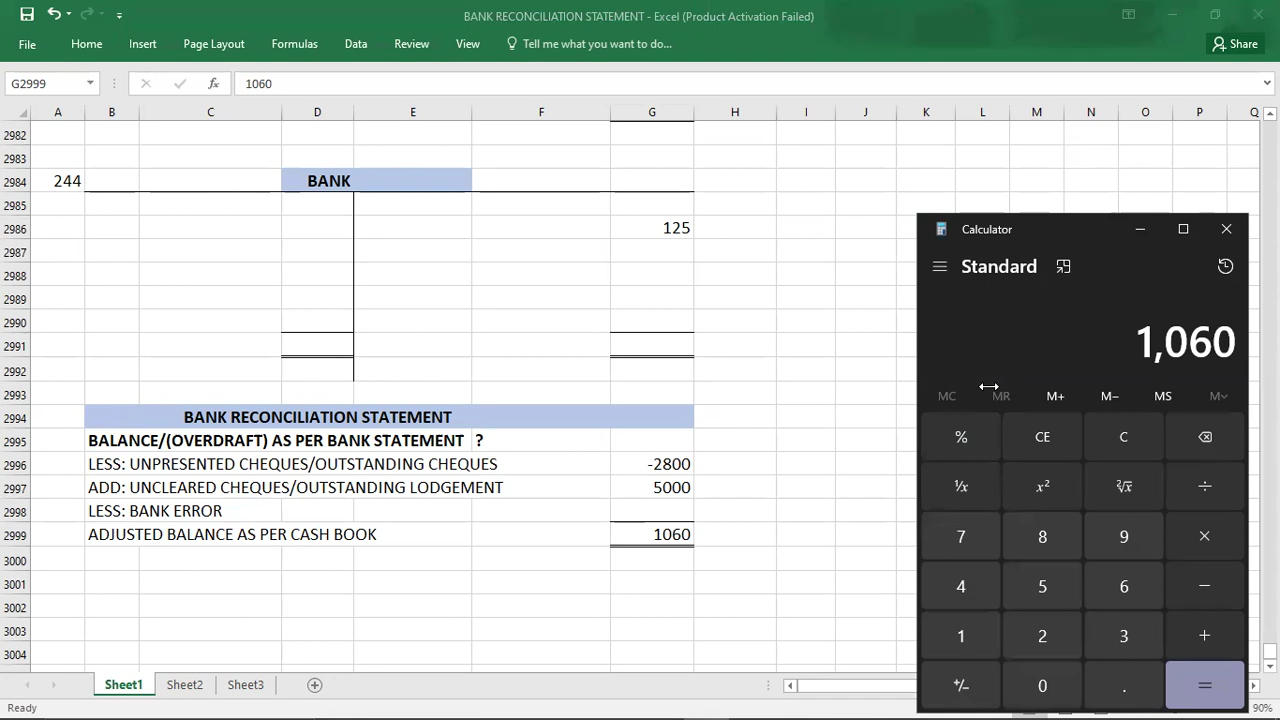 BANK RECONCILIATION STATEMENT - Excel (Product Activation Failed)
File Home Insert Page Layout Formulas Data Review View Tell me what you want to do... Share
G2999 fx 1060
A B C D E F G H I J K L M N O P Q
2982
2983
2984 244 BANK
2985
2986 125
2987
2988
2989
2990
2991
2992
2993
2994 BANK RECONCILIATION STATEMENT
2995 BALANCE/(OVERDRAFT) AS PER BANK STATEMENT ?
2996 LESS: UNPRESENTED CHEQUES/OUTSTANDING CHEQUES -2800
2997 ADD: UNCLEARED CHEQUES/OUTSTANDING LODGEMENT 5000
2998 LESS: BANK ERROR
2999 ADJUSTED BALANCE AS PER CASH BOOK 1060
3000
3001
3002
3003
3004
Sheet1 Sheet2 Sheet3
Ready 90%
Calculator
Standard
1,060
MC MR M+ M− MS M˅
% CE C
¹/x x² ²√x ÷
7 8 9 ×
4 5 6 −
1 2 3 +
+/− 0 . =